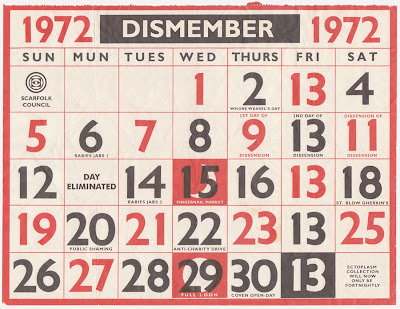 1972 DISMEMBER 1972
SUN MON TUES WED THURS FRI SAT
SCARFOLK
COUNCIL
1 2 13 4
WHORE WEASEL'S DAY
1ST DAY OF 2ND DAY OF DISSENSION OF
5 6 7 8 9 13 11
RABIES JABS 1 DISSENSION DISSENSION DISSENSION
12 DAY
ELIMINATED 14 15 16 13 18
RABIES JABS 2 FINGERNAIL MARKET ST. BLOW GHERKIN'S
19 20 21 22 23 13 25
PUBLIC SHAMING ANTI-CHARITY DRIVE
26 27 28 29 30 13
FULL LOON COVEN OPEN-DAY
ECTOPLASM
COLLECTION
WILL NOW
ONLY BE
FORTNIGHTLY